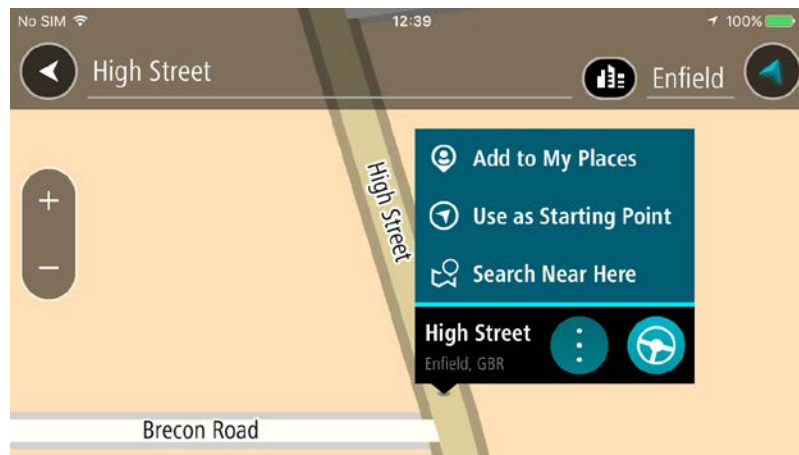 No SIM
12:39
100%
High Street
Enfield
High Street
Add to My Places
Use as Starting Point
Search Near Here
High Street
Enfield, GBR
Brecon Road